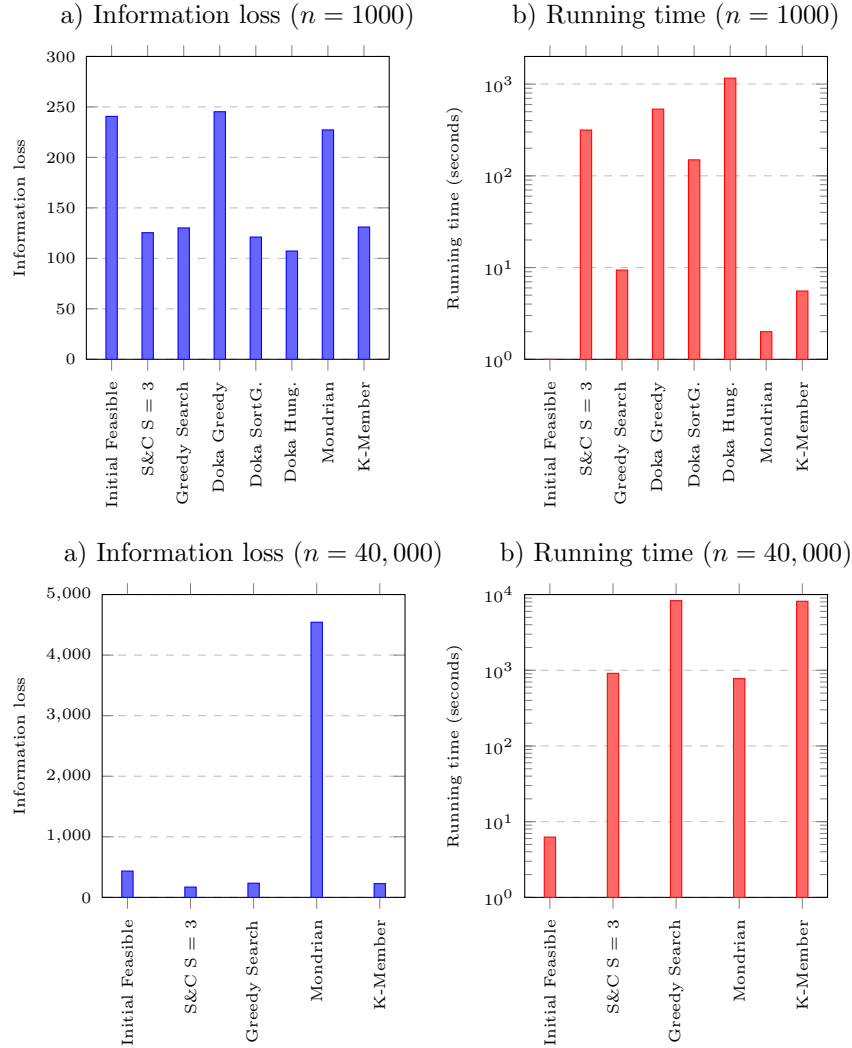 a) Information loss (n = 1000)
300
250
200
150
100
50
0
Information loss
Initial Feasible
S&C S = 3
Greedy Search
Doka Greedy
Doka SortG.
Doka Hung.
Mondrian
K-Member
b) Running time (n = 1000)
10³
10²
10¹
10⁰
Running time (seconds)
Initial Feasible
S&C S = 3
Greedy Search
Doka Greedy
Doka SortG.
Doka Hung.
Mondrian
K-Member
a) Information loss (n = 40, 000)
5,000
4,000
3,000
2,000
1,000
0
Information loss
Initial Feasible
S&C S = 3
Greedy Search
Mondrian
K-Member
b) Running time (n = 40, 000)
10⁴
10³
10²
10¹
10⁰
Running time (seconds)
Initial Feasible
S&C S = 3
Greedy Search
Mondrian
K-Member